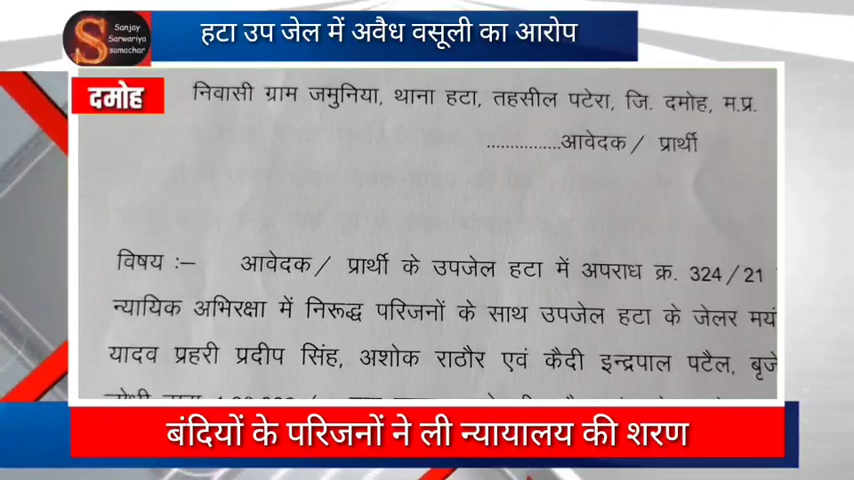 Sanjay
Sarwariya
samachar
हटा उप जेल में अवैध वसूली का आरोप
दमोह
निवासी ग्राम जमुनिया, थाना हटा, तहसील पटेरा, जि. दमोह, म.प्र.
................आवेदक / प्रार्थी
विषय :– आवेदक / प्रार्थी के उपजेल हटा में अपराध क्र. 324/21
न्यायिक अभिरक्षा में निरूद्ध परिजनों के साथ उपजेल हटा के जेलर मयं
यादव प्रहरी प्रदीप सिंह, अशोक राठौर एवं कैदी इन्द्रपाल पटैल, बृजे
बंदियों के परिजनों ने ली न्यायालय की शरण